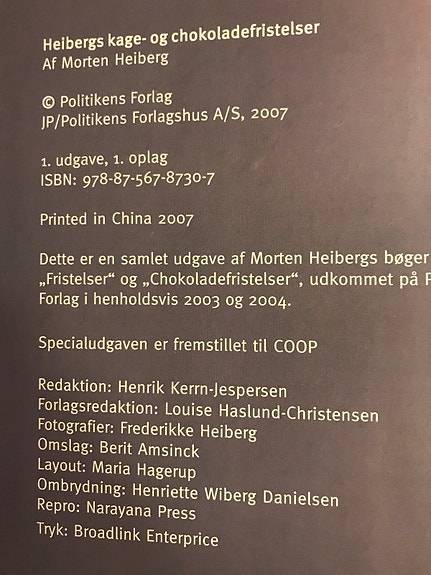 Heibergs kage- og chokoladefristelser
Af Morten Heiberg
© Politikens Forlag
JP/Politikens Forlagshus A/S, 2007
1. udgave, 1. oplag
ISBN: 978-87-567-8730-7
Printed in China 2007
Dette er en samlet udgave af Morten Heibergs bøger
„Fristelser“ og „Chokoladefristelser“, udkommet på
Forlag i henholdsvis 2003 og 2004.
Specialudgaven er fremstillet til COOP
Redaktion: Henrik Kerrn-Jespersen
Forlagsredaktion: Louise Haslund-Christensen
Fotografier: Frederikke Heiberg
Omslag: Berit Amsinck
Layout: Maria Hagerup
Ombrydning: Henriette Wiberg Danielsen
Repro: Narayana Press
Tryk: Broadlink Enterprice